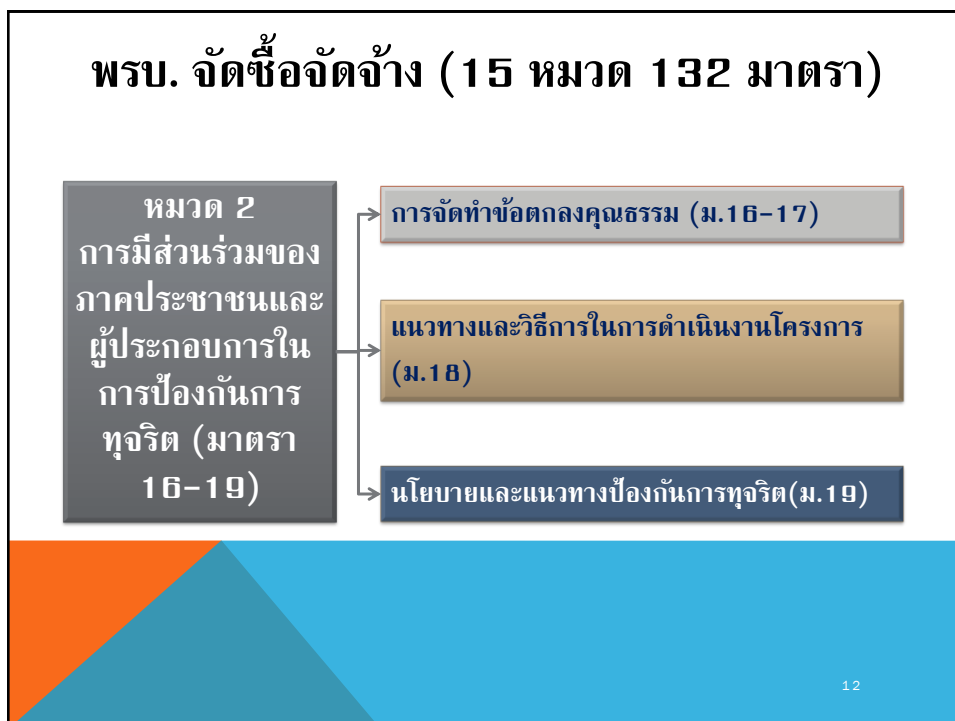 พรบ. จัดซื้อจัดจ้าง (15 หมวด 132 มาตรา)
หมวด 2
การมีส่วนร่วมของ
ภาคประชาชนและ
ผู้ประกอบการใน
การป้องกันการ
ทุจริต (มาตรา
16-19)
การจัดทำข้อตกลงคุณธรรม (ม.16-17)
แนวทางและวิธีการในการดำเนินงานโครงการ
(ม.18)
นโยบายและแนวทางป้องกันการทุจริต(ม.19)
12